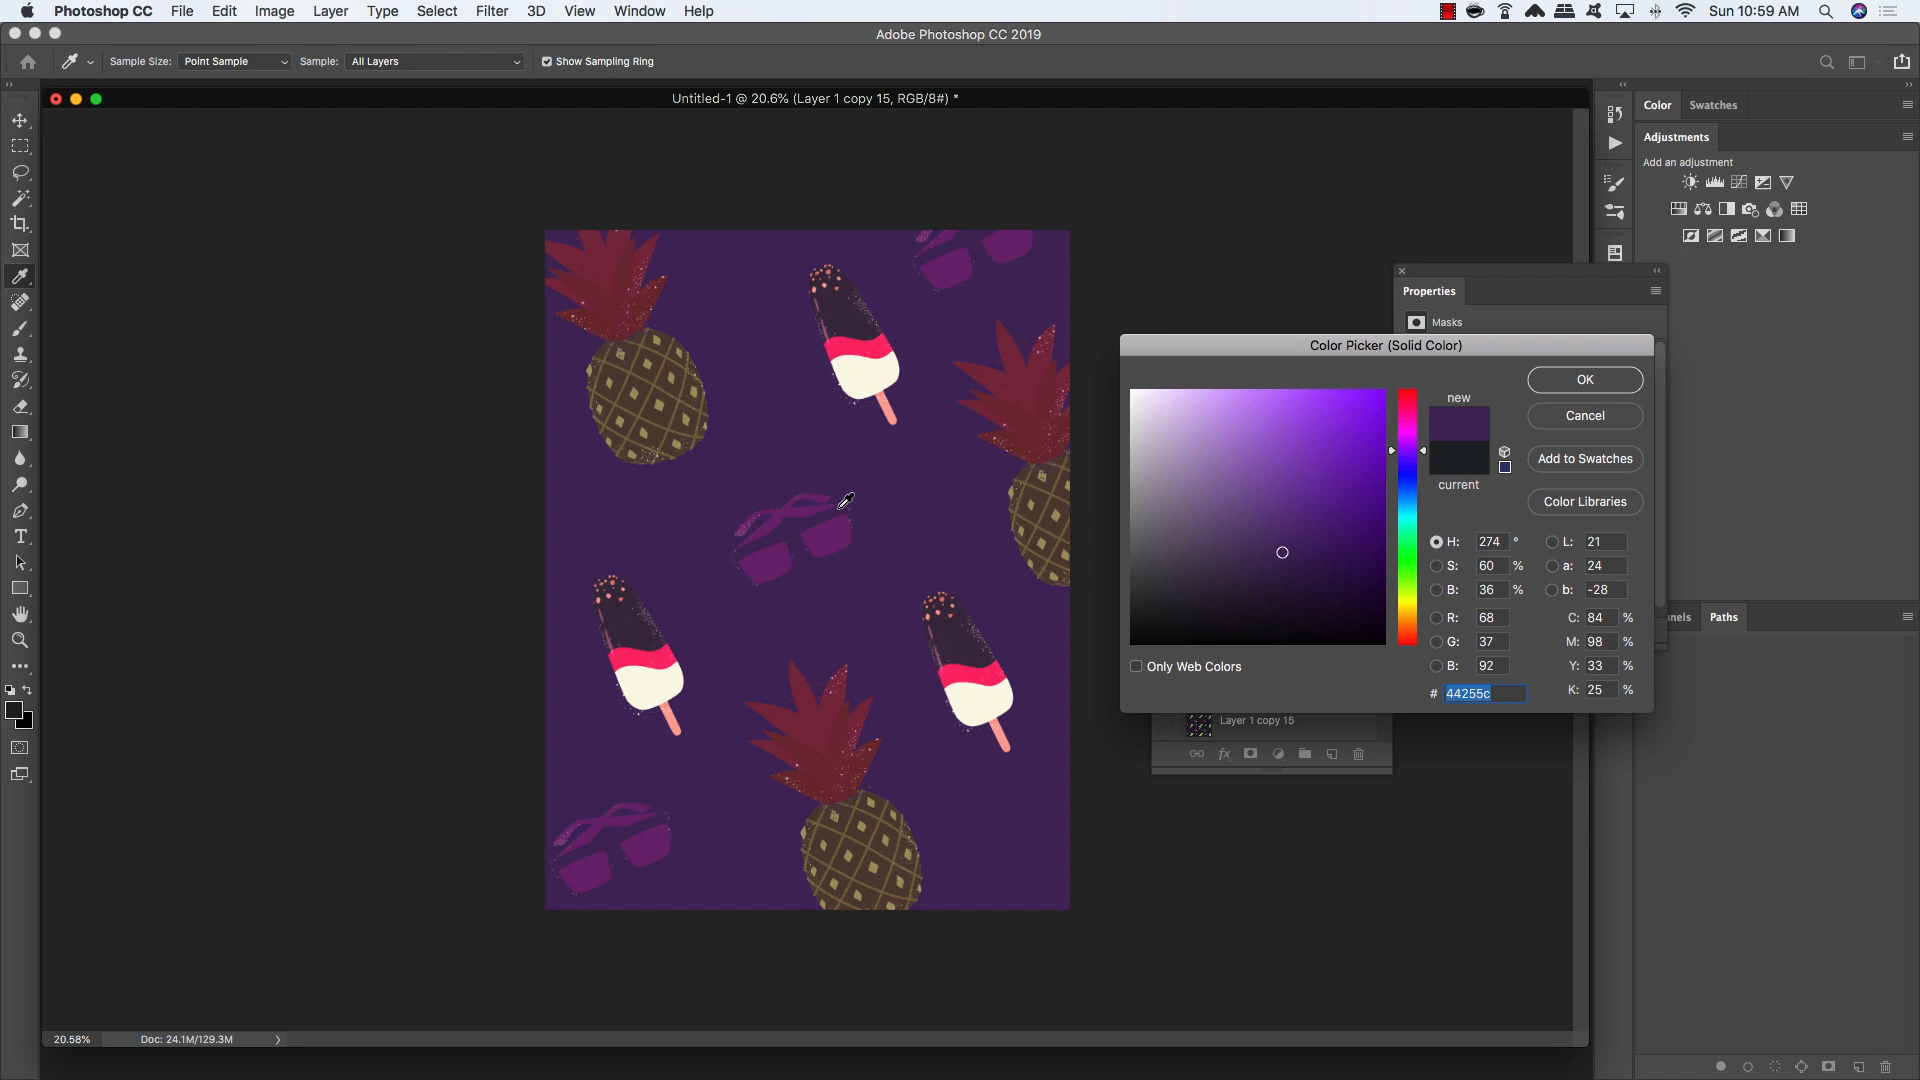 Photoshop CC File Edit Image Layer Type Select Filter 3D View Window Help Sun 10:59 AM
Adobe Photoshop CC 2019
Sample Size: Point Sample Sample: All Layers Show Sampling Ring
Untitled-1 @ 20.6% (Layer 1 copy 15, RGB/8#) *
Color Swatches
Adjustments
Add an adjustment
Properties
Masks
Color Picker (Solid Color)
new
current
OK
Cancel
Add to Swatches
Color Libraries
H: 274 ° L: 21
S: 60 % a: 24
B: 36 % b: -28
R: 68 C: 84 %
G: 37 M: 98 %
B: 92 Y: 33 %
# 44255c K: 25 %
Only Web Colors
nnels Paths
Layer 1 copy 15
20.58% Doc: 24.1M/129.3M